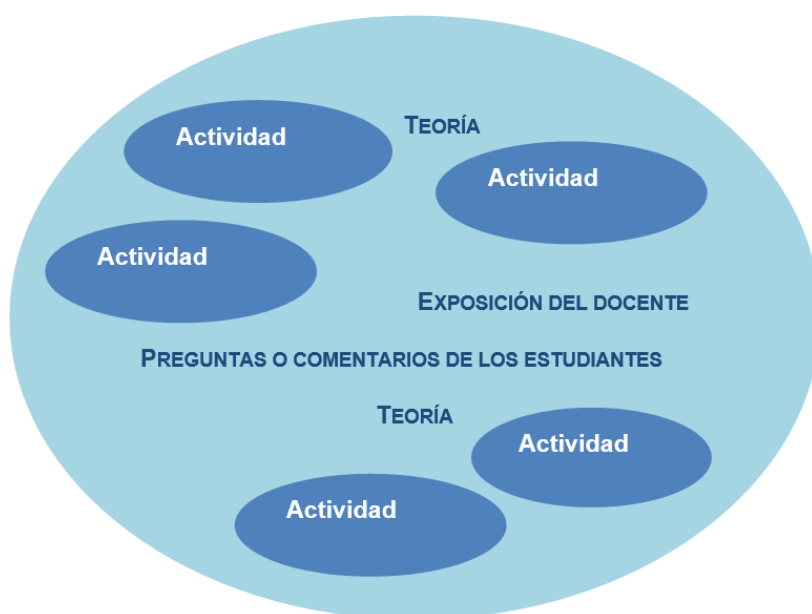 TEORÍA
Actividad
Actividad
Actividad
EXPOSICIÓN DEL DOCENTE
PREGUNTAS O COMENTARIOS DE LOS ESTUDIANTES
TEORÍA
Actividad
Actividad